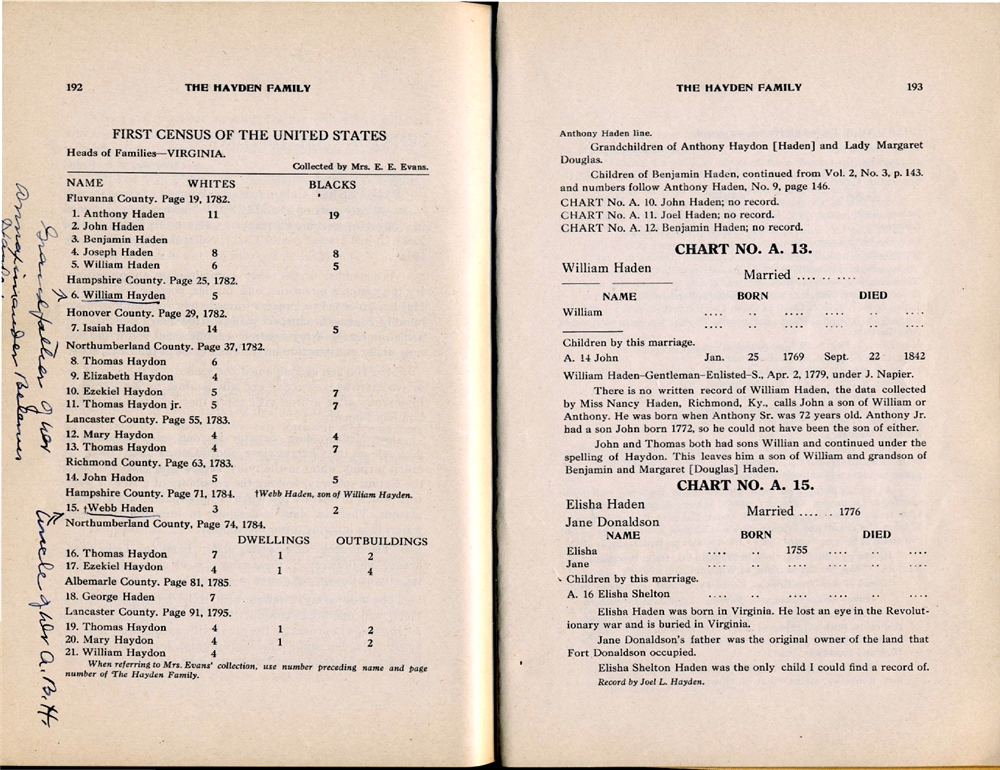 192 THE HAYDEN FAMILY
FIRST CENSUS OF THE UNITED STATES
Heads of Families—VIRGINIA.
Collected by Mrs. E. E. Evans.
NAME WHITES BLACKS
Fluvanna County. Page 19, 1782.
1. Anthony Haden 11 19
2. John Haden
3. Benjamin Haden
4. Joseph Haden 8 8
5. William Haden 6 5
Hampshire County. Page 25, 1782.
6. William Hayden 5
Honover County. Page 29, 1782.
7. Isaiah Hadon 14 5
Northumberland County. Page 37, 1782.
8. Thomas Haydon 6
9. Elizabeth Haydon 4
10. Ezekiel Haydon 5 7
11. Thomas Haydon jr. 5 7
Lancaster County. Page 55, 1783.
12. Mary Haydon 4 4
13. Thomas Haydon 4 7
Richmond County. Page 63, 1783.
14. John Hadon 5 5
Hampshire County. Page 71, 1784. †Webb Haden, son of William Hayden.
15. †Webb Haden 3 2
Northumberland County, Page 74, 1784.
DWELLINGS OUTBUILDINGS
16. Thomas Haydon 7 1 2
17. Ezekiel Haydon 4 1 4
Albemarle County. Page 81, 1785
18. George Haden 7
Lancaster County. Page 91, 1795.
19. Thomas Haydon 4 1 2
20. Mary Haydon 4 1 2
21. William Haydon 4
When referring to Mrs. Evans' collection, use number preceding name and page
number of The Hayden Family.
Grandfather of her
uncle of her A. B. H.
THE HAYDEN FAMILY 193
Anthony Haden line.
Grandchildren of Anthony Haydon [Haden] and Lady Margaret
Douglas.
Children of Benjamin Haden, continued from Vol. 2, No. 3, p. 143.
and numbers follow Anthony Haden, No. 9, page 146.
CHART No. A. 10. John Haden; no record.
CHART No. A. 11. Joel Haden; no record.
CHART No. A. 12. Benjamin Haden; no record.
CHART NO. A. 13.
William Haden Married .... .. ....
NAME BORN DIED
William .... .. .... .... .. ....
.... .. .... .... .. ....
Children by this marriage.
A. 14 John Jan. 25 1769 Sept. 22 1842
William Haden–Gentleman–Enlisted–S., Apr. 2, 1779, under J. Napier.
There is no written record of William Haden, the data collected
by Miss Nancy Haden, Richmond, Ky., calls John a son of William or
Anthony. He was born when Anthony Sr. was 72 years old. Anthony Jr.
had a son John born 1772, so he could not have been the son of either.
John and Thomas both had sons Willian and continued under the
spelling of Haydon. This leaves him a son of William and grandson of
Benjamin and Margaret [Douglas] Haden.
CHART NO. A. 15.
Elisha Haden
Married .... .. 1776
Jane Donaldson
NAME BORN DIED
Elisha .... .. 1755 .... .. ....
Jane .... .. .... .... .. ....
Children by this marriage.
A. 16 Elisha Shelton .... .. .... .... .. ....
Elisha Haden was born in Virginia. He lost an eye in the Revolut-
ionary war and is buried in Virginia.
Jane Donaldson's father was the original owner of the land that
Fort Donaldson occupied.
Elisha Shelton Haden was the only child I could find a record of.
Record by Joel L. Hayden.